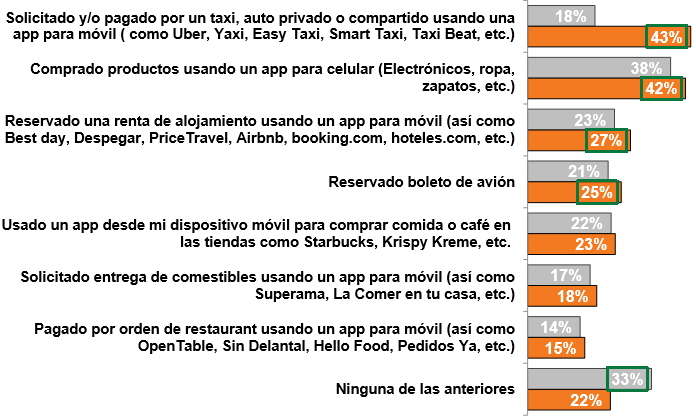 Solicitado y/o pagado por un taxi, auto privado o compartido usando una
app para móvil ( como Uber, Yaxi, Easy Taxi, Smart Taxi, Taxi Beat, etc.)
18%
43%
Comprado productos usando un app para celular (Electrónicos, ropa,
zapatos, etc.)
38%
42%
Reservado una renta de alojamiento usando un app para móvil (así como
Best day, Despegar, PriceTravel, Airbnb, booking.com, hoteles.com, etc.)
23%
27%
Reservado boleto de avión
21%
25%
Usado un app desde mi dispositivo móvil para comprar comida o café en
las tiendas como Starbucks, Krispy Kreme, etc.
22%
23%
Solicitado entrega de comestibles usando un app para móvil (así como
Superama, La Comer en tu casa, etc.)
17%
18%
Pagado por orden de restaurant usando un app para móvil (así como
OpenTable, Sin Delantal, Hello Food, Pedidos Ya, etc.)
14%
15%
Ninguna de las anteriores
33%
22%